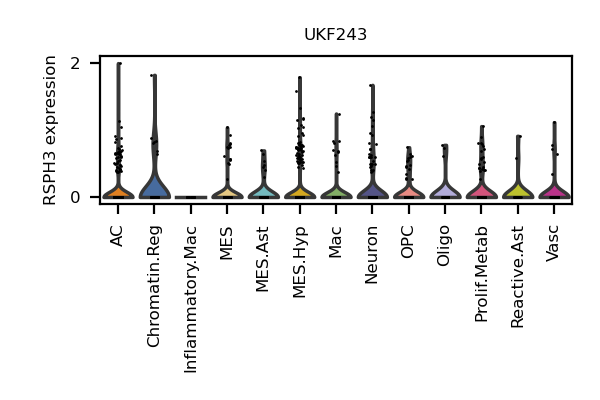 UKF243
RSPH3 expression
2
0
AC
Chromatin.Reg
Inflammatory.Mac
MES
MES.Ast
MES.Hyp
Mac
Neuron
OPC
Oligo
Prolif.Metab
Reactive.Ast
Vasc